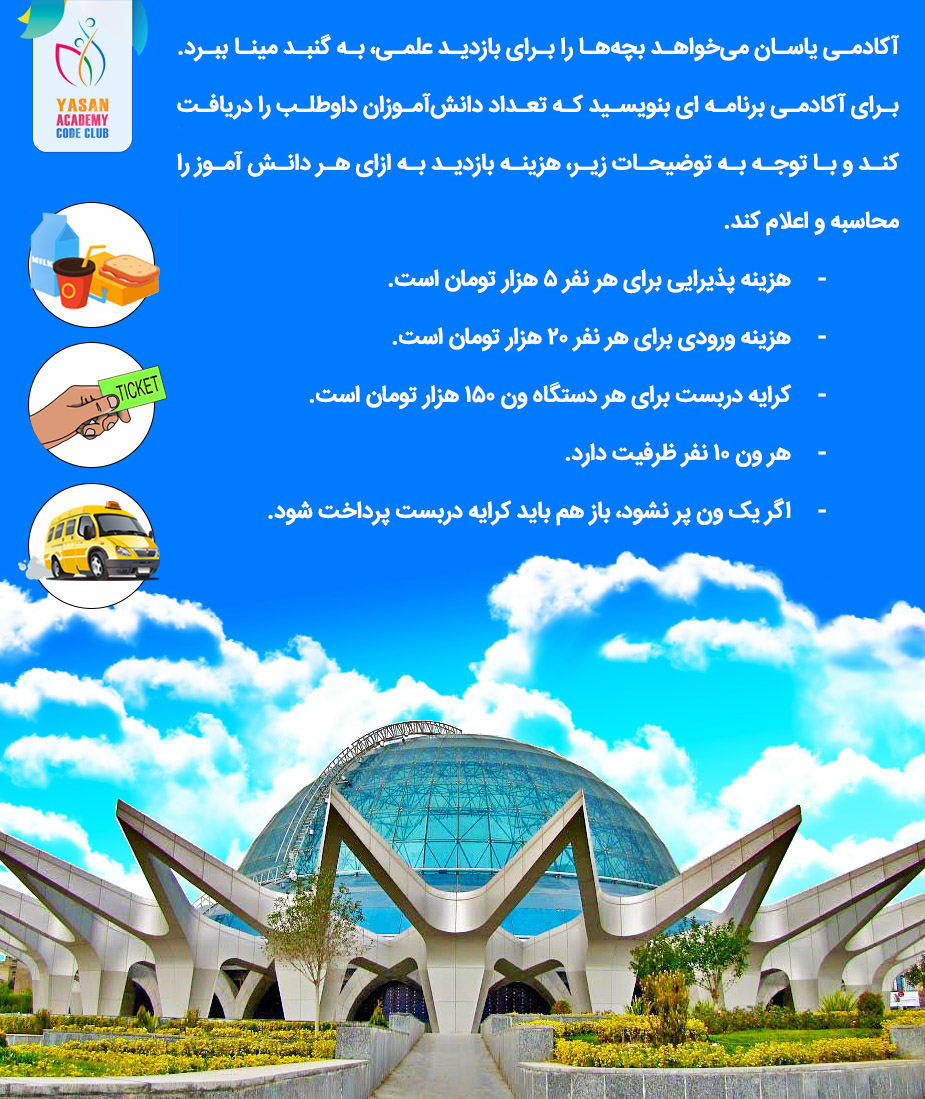 YASAN
ACADEMY
CODE CLUB
آکادمی یاسان می‌خواهد بچه‌ها را برای بازدید علمی، به گنبد مینا ببرد.
برای آکادمی برنامه ای بنویسید که تعداد دانش‌آموزان داوطلب را دریافت
کند و با توجه به توضیحات زیر، هزینه بازدید به ازای هر دانش آموز را
محاسبه و اعلام کند.
- هزینه پذیرایی برای هر نفر ۵ هزار تومان است.
- هزینه ورودی برای هر نفر ۲۰ هزار تومان است.
- کرایه دربست برای هر دستگاه ون ۱۵۰ هزار تومان است.
- هر ون ۱۰ نفر ظرفیت دارد.
- اگر یک ون پر نشود، باز هم باید کرایه دربست پرداخت شود.
MILK
TICKET